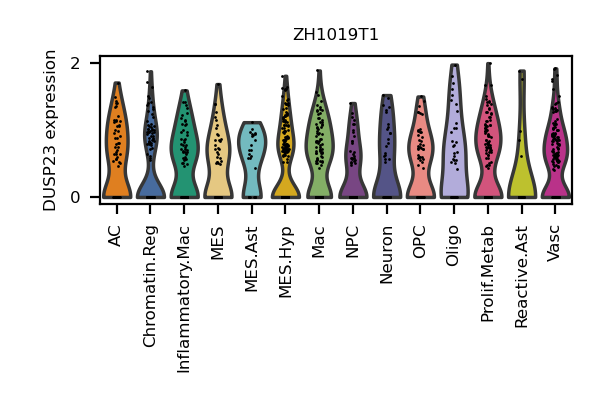 ZH1019T1
DUSP23 expression
2
0
AC
Chromatin.Reg
Inflammatory.Mac
MES
MES.Ast
MES.Hyp
Mac
NPC
Neuron
OPC
Oligo
Prolif.Metab
Reactive.Ast
Vasc